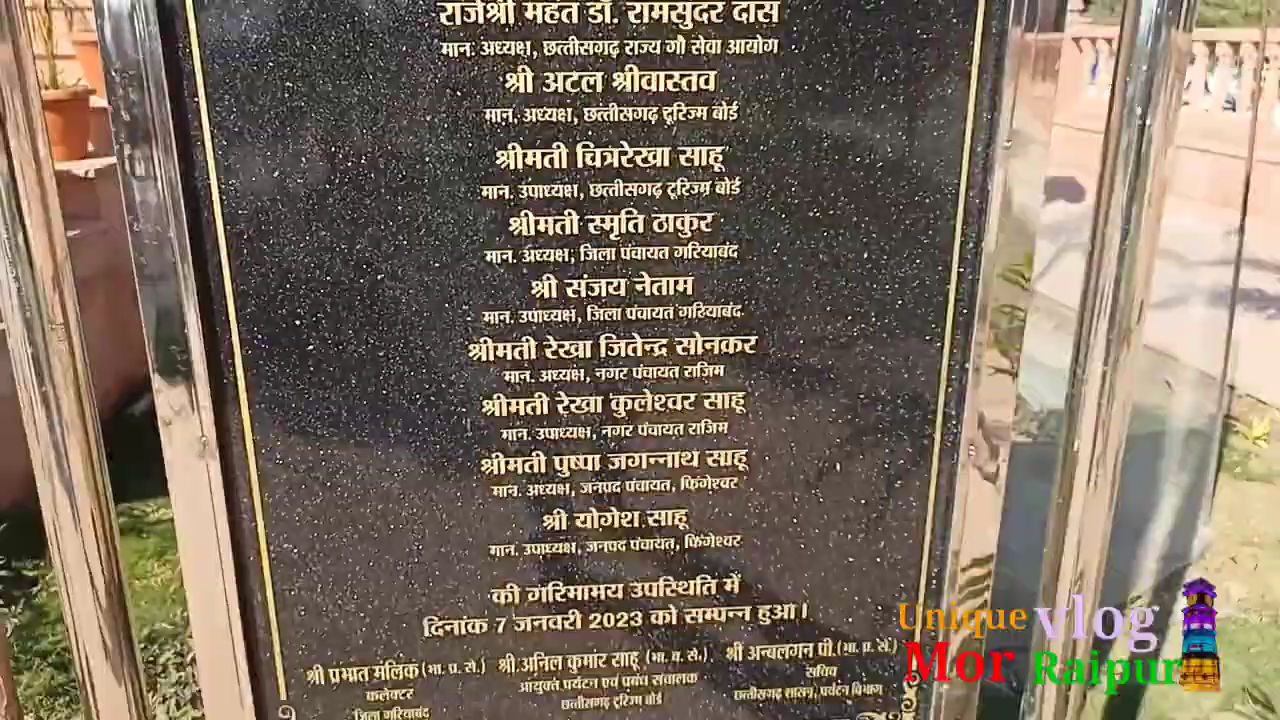 राजेश्री महंत डॉ. रामसुंदर दास
मान. अध्यक्ष, छत्तीसगढ़ राज्य गौ सेवा आयोग
श्री अटल श्रीवास्तव
मान. अध्यक्ष, छत्तीसगढ़ टूरिज्म बोर्ड
श्रीमती चित्ररेखा साहू
मान. उपाध्यक्ष, छत्तीसगढ़ टूरिज्म बोर्ड
श्रीमती स्मृति ठाकुर
मान. अध्यक्ष, जिला पंचायत गरियाबंद
श्री संजय नेताम
मान. उपाध्यक्ष, जिला पंचायत गरियाबंद
श्रीमती रेखा जितेन्द्र सोनकर
मान. अध्यक्ष, नगर पंचायत राजिम
श्रीमती रेखा कुलेश्वर साहू
मान. उपाध्यक्ष, नगर पंचायत राजिम
श्रीमती पुष्पा जगन्नाथ साहू
मान. अध्यक्ष, जनपद पंचायत, फिंगेश्वर
श्री योगेश साहू
मान. उपाध्यक्ष, जनपद पंचायत, फिंगेश्वर
की गरिमामय उपस्थिति में
दिनांक 7 जनवरी 2023 को सम्पन्न हुआ।
श्री प्रभात मलिक (भा. प्र. से.)
कलेक्टर
जिला गरियाबंद
श्री अनिल कुमार साहू (भा. व. से.)
आयुक्त पर्यटन एवं प्रबंध संचालक
छत्तीसगढ़ टूरिज्म बोर्ड
श्री अन्बलगन पी. (भा. प्र. से.)
सचिव
छत्तीसगढ़ शासन, पर्यटन विभाग
Unique vlog
Mor Raipur